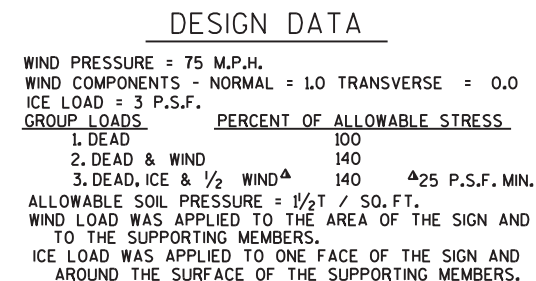 DESIGN DATA
WIND PRESSURE = 75 M.P.H.
WIND COMPONENTS - NORMAL = 1.0 TRANSVERSE = 0.0
ICE LOAD = 3 P.S.F.
GROUP LOADS PERCENT OF ALLOWABLE STRESS
1. DEAD 100
2. DEAD & WIND 140
3. DEAD, ICE & 1/2 WINDᐃ 140 ᐃ25 P.S.F. MIN.
ALLOWABLE SOIL PRESSURE = 1 1/2T / SQ. FT.
WIND LOAD WAS APPLIED TO THE AREA OF THE SIGN AND
TO THE SUPPORTING MEMBERS.
ICE LOAD WAS APPLIED TO ONE FACE OF THE SIGN AND
AROUND THE SURFACE OF THE SUPPORTING MEMBERS.